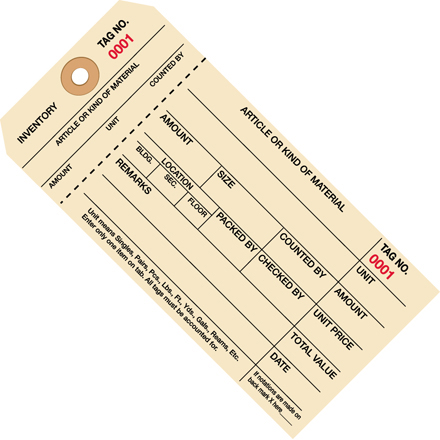 INVENTORY
TAG NO.
0001
ARTICLE OR KIND OF MATERIAL
UNIT
COUNTED BY
AMOUNT
ARTICLE OR KIND OF MATERIAL
TAG NO.
0001
AMOUNT
SIZE
COUNTED BY
UNIT
BLDG.
LOCATION
SEC.
FLOOR
PACKED BY
CHECKED BY
AMOUNT
UNIT PRICE
REMARKS
TOTAL VALUE
DATE
Unit means Singles, Pairs, Pcs., Lbs., Ft., Yds., Gals., Reams, Etc.
Enter only one item on tab. All tags must be accounted for.
If notations are made on
back mark X here